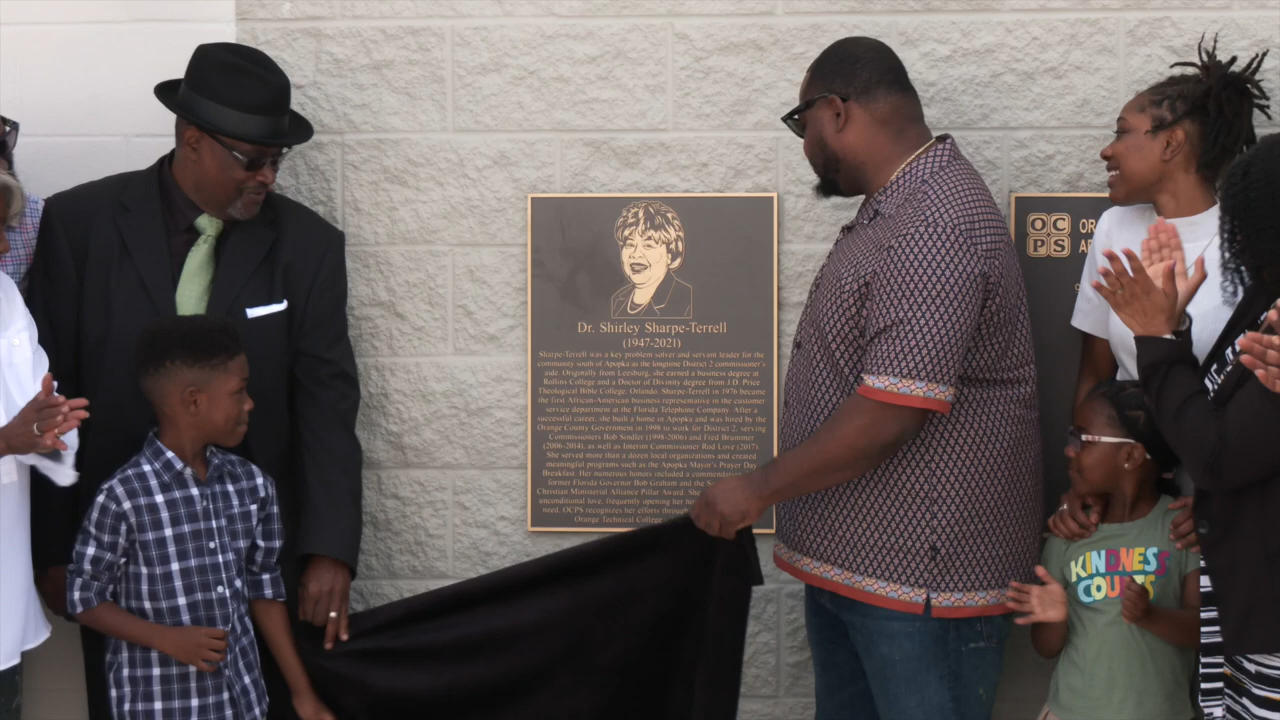 Dr. Shirley Sharpe-Terrell
(1947-2021)
Sharpe-Terrell was a key problem solver and servant leader for the
community south of Apopka as the longtime District 2 commissioner's
aide. Originally from Leesburg, she earned a business degree at
Rollins College and a Doctor of Divinity degree from J.D. Price
Theological Bible College, Orlando. Sharpe-Terrell in 1976 became
the first African-American business representative in the customer
service department at the Florida Telephone Company. After a
successful career, she built a home in Apopka and was hired by the
Orange County Government in 1998 to work for District 2, serving
Commissioners Bob Sindler (1998-2006) and Fred Brummer
(2006-2014), as well as Interim Commissioner Rod Love (2017).
She served more than a dozen local organizations and created
meaningful programs such as the Apopka Mayor's Prayer Day
Breakfast. Her numerous honors included a commendation
former Florida Governor Bob Graham and the
Christian Ministerial Alliance Pillar Award. She
unconditional love, frequently opening her
need. OCPS recognizes her efforts through
Orange Technical College
OC
PS
KINDNESS